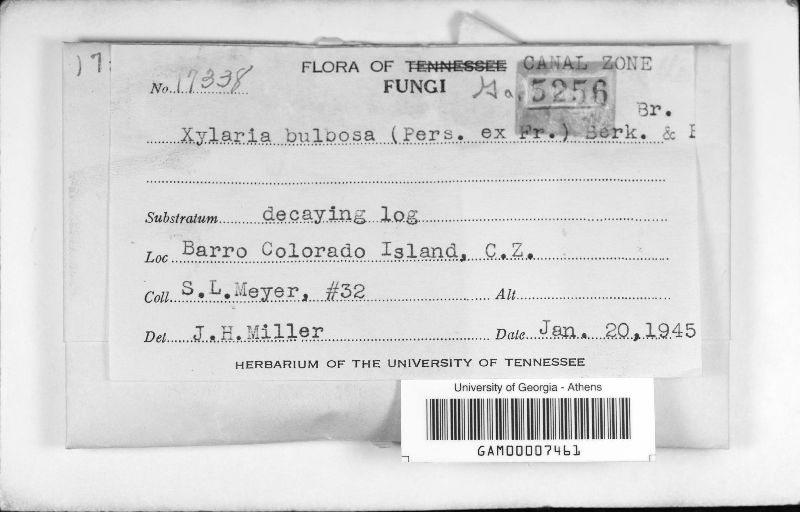 )7
FLORA OF TENNESSEE CANAL ZONE
No. 17338 FUNGI Ga. 5256
Br.
Xylaria bulbosa (Pers. ex Fr.) Berk. &
Substratum decaying log
Loc Barro Colorado Island, C.Z.
Coll S.L.Meyer, #32 Alt
Det J.H.Miller Date Jan. 20,1945
HERBARIUM OF THE UNIVERSITY OF TENNESSEE
University of Georgia - Athens
GAM00007461